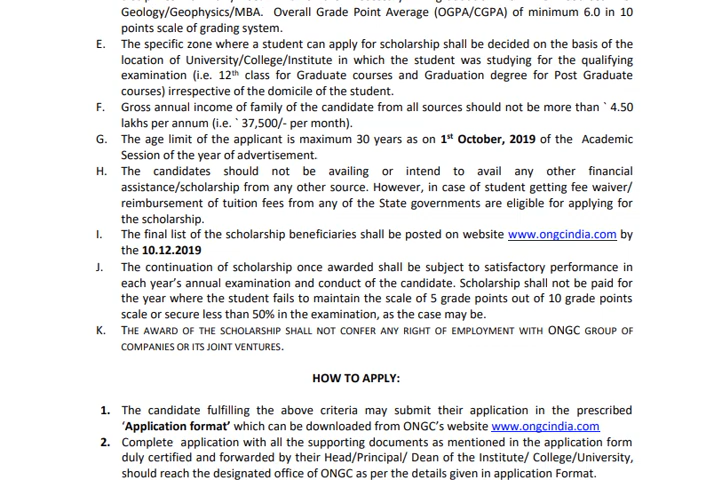 Geology/Geophysics/MBA. Overall Grade Point Average (OGPA/CGPA) of minimum 6.0 in 10
points scale of grading system.
E. The specific zone where a student can apply for scholarship shall be decided on the basis of the
location of University/College/Institute in which the student was studying for the qualifying
examination (i.e. 12th class for Graduate courses and Graduation degree for Post Graduate
courses) irrespective of the domicile of the student.
F. Gross annual income of family of the candidate from all sources should not be more than ` 4.50
lakhs per annum (i.e. ` 37,500/- per month).
G. The age limit of the applicant is maximum 30 years as on 1st October, 2019 of the Academic
Session of the year of advertisement.
H. The candidates should not be availing or intend to avail any other financial
assistance/scholarship from any other source. However, in case of student getting fee waiver/
reimbursement of tuition fees from any of the State governments are eligible for applying for
the scholarship.
I. The final list of the scholarship beneficiaries shall be posted on website www.ongcindia.com by
the 10.12.2019
J. The continuation of scholarship once awarded shall be subject to satisfactory performance in
each year's annual examination and conduct of the candidate. Scholarship shall not be paid for
the year where the student fails to maintain the scale of 5 grade points out of 10 grade points
scale or secure less than 50% in the examination, as the case may be.
K. THE AWARD OF THE SCHOLARSHIP SHALL NOT CONFER ANY RIGHT OF EMPLOYMENT WITH ONGC GROUP OF
COMPANIES OR ITS JOINT VENTURES.
HOW TO APPLY:
1. The candidate fulfilling the above criteria may submit their application in the prescribed
'Application format' which can be downloaded from ONGC's website www.ongcindia.com
2. Complete application with all the supporting documents as mentioned in the application form
duly certified and forwarded by their Head/Principal/ Dean of the Institute/ College/University,
should reach the designated office of ONGC as per the details given in application Format.